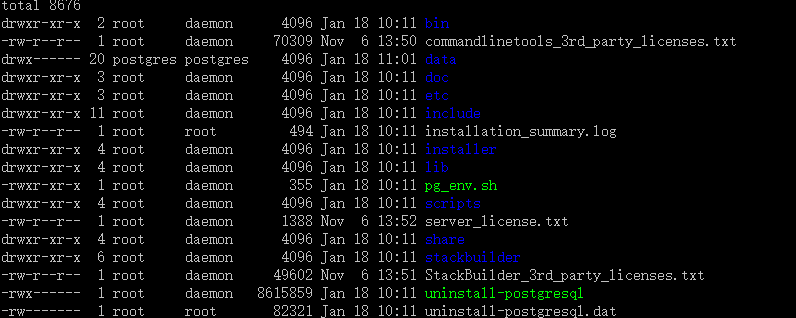 total 8676
drwxr-xr-x  2 root     daemon      4096 Jan 18 10:11 bin
-rw-r--r--  1 root     daemon     70309 Nov  6 13:50 commandlinetools_3rd_party_licenses.txt
drwx------ 20 postgres postgres    4096 Jan 18 11:01 data
drwxr-xr-x  3 root     daemon      4096 Jan 18 10:11 doc
drwxr-xr-x  3 root     daemon      4096 Jan 18 10:11 etc
drwxr-xr-x 11 root     daemon      4096 Jan 18 10:11 include
-rw-r--r--  1 root     root         494 Jan 18 10:11 installation_summary.log
drwxr-xr-x  4 root     daemon      4096 Jan 18 10:11 installer
drwxr-xr-x  4 root     daemon      4096 Jan 18 10:11 lib
-rwxr-xr-x  1 root     daemon       355 Jan 18 10:11 pg_env.sh
drwxr-xr-x  4 root     daemon      4096 Jan 18 10:11 scripts
-rw-r--r--  1 root     daemon      1388 Nov  6 13:52 server_license.txt
drwxr-xr-x  4 root     daemon      4096 Jan 18 10:11 share
drwxr-xr-x  6 root     daemon      4096 Jan 18 10:11 stackbuilder
-rw-r--r--  1 root     daemon     49602 Nov  6 13:51 StackBuilder_3rd_party_licenses.txt
-rwx------  1 root     daemon   8615859 Jan 18 10:11 uninstall-postgresql
-rw-------  1 root     root       82321 Jan 18 10:11 uninstall-postgresql.dat